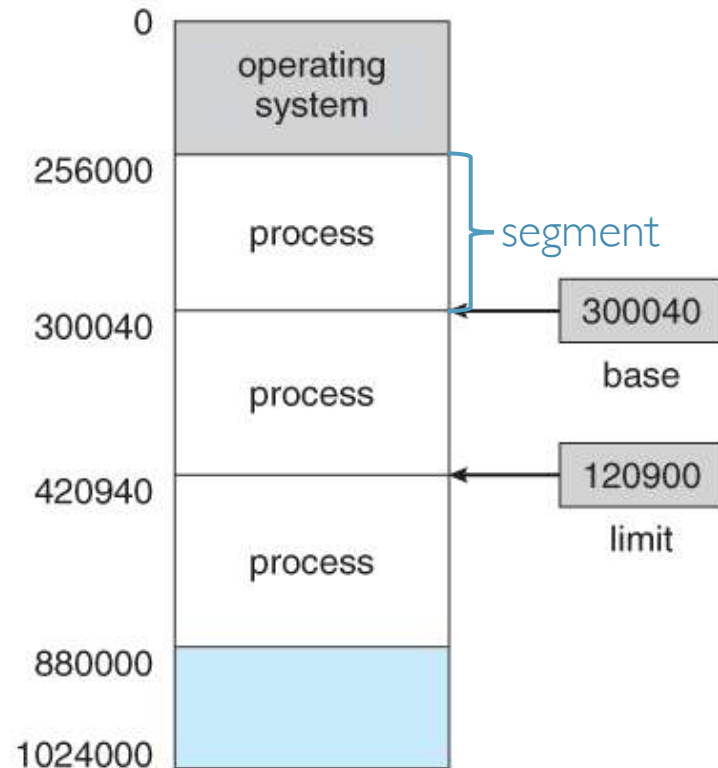 0
operating
system
256000
process
segment
300040
300040
base
process
420940
120900
limit
process
880000
1024000